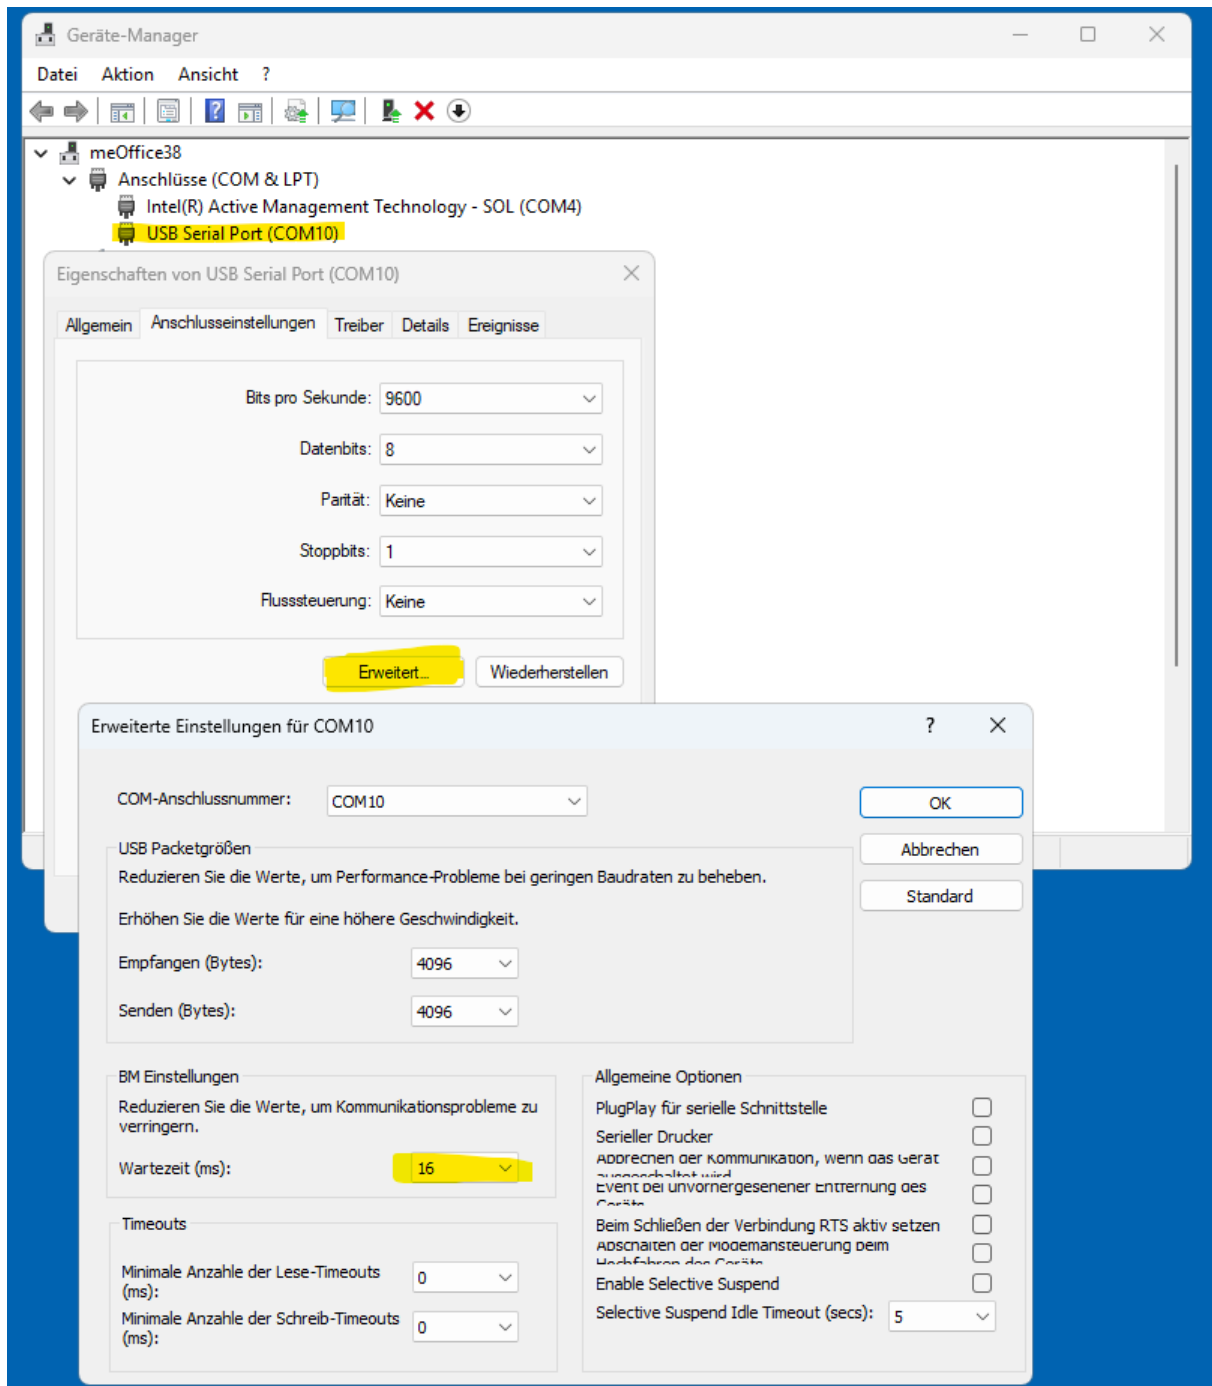 Geräte-Manager
Datei Aktion Ansicht ?
meOffice38
Anschlüsse (COM & LPT)
Intel(R) Active Management Technology - SOL (COM4)
USB Serial Port (COM10)
Eigenschaften von USB Serial Port (COM10)
Allgemein Anschlusseinstellungen Treiber Details Ereignisse
Bits pro Sekunde: 9600
Datenbits: 8
Parität: Keine
Stoppbits: 1
Flusssteuerung: Keine
Erweitert... Wiederherstellen
Erweiterte Einstellungen für COM10 ?
COM-Anschlussnummer: COM10
OK
Abbrechen
Standard
USB Packetgrößen
Reduzieren Sie die Werte, um Performance-Probleme bei geringen Baudraten zu beheben.
Erhöhen Sie die Werte für eine höhere Geschwindigkeit.
Empfangen (Bytes): 4096
Senden (Bytes): 4096
BM Einstellungen
Reduzieren Sie die Werte, um Kommunikationsprobleme zu
verringern.
Wartezeit (ms): 16
Timeouts
Minimale Anzahle der Lese-Timeouts
(ms):
0
Minimale Anzahle der Schreib-Timeouts
(ms):
0
Allgemeine Optionen
PlugPlay für serielle Schnittstelle
Serieller Drucker
Abbrechen der Kommunikation, wenn das Gerät
ausgeschaltet wird
Event bei unvorhergesehener Entfernung des
Geräts
Beim Schließen der Verbindung RTS aktiv setzen
Abschalten der Modemansteuerung beim
Hochfahren des Geräts
Enable Selective Suspend
Selective Suspend Idle Timeout (secs): 5